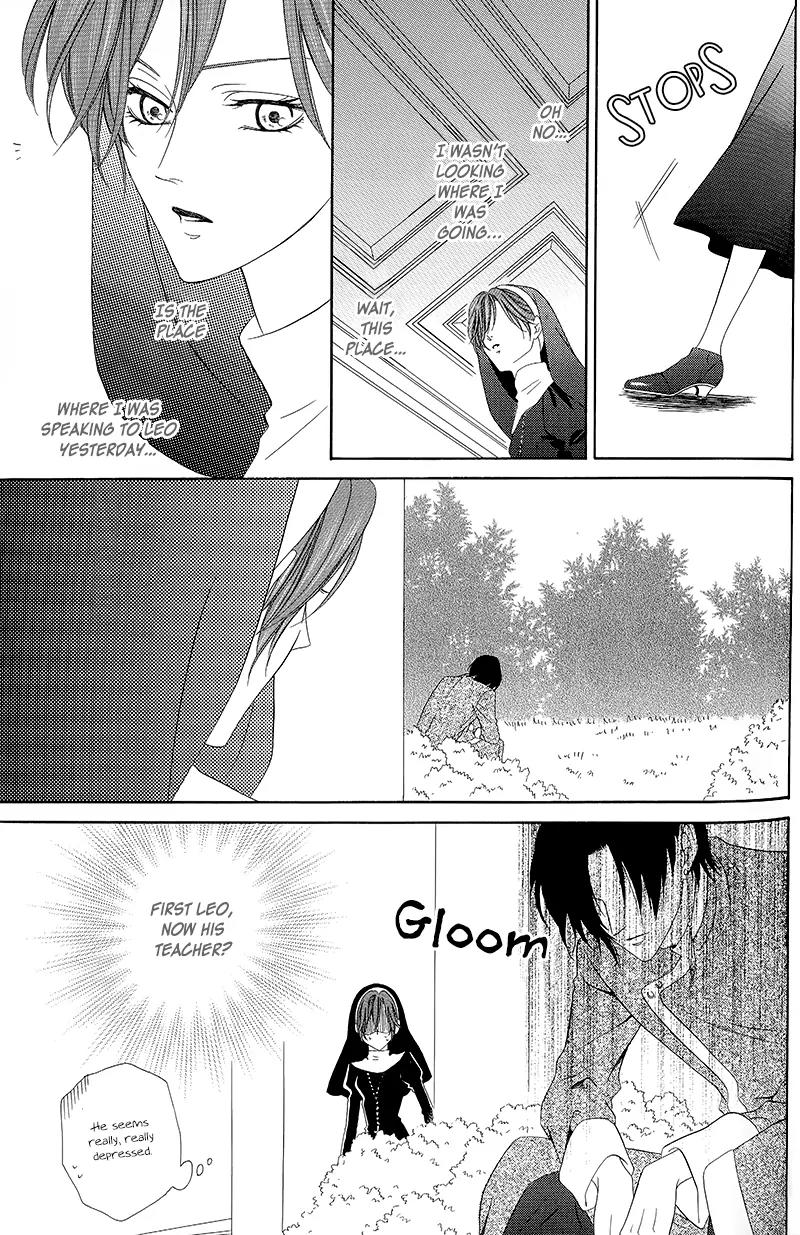 STOPS
OH
NO...
I WASN'T
LOOKING
WHERE I
WAS
GOING...
WAIT,
THIS
PLACE...
IS THE
PLACE
WHERE I WAS
SPEAKING TO LEO
YESTERDAY...
Gloom
FIRST LEO,
NOW HIS
TEACHER?
He seems
really, really
depressed.